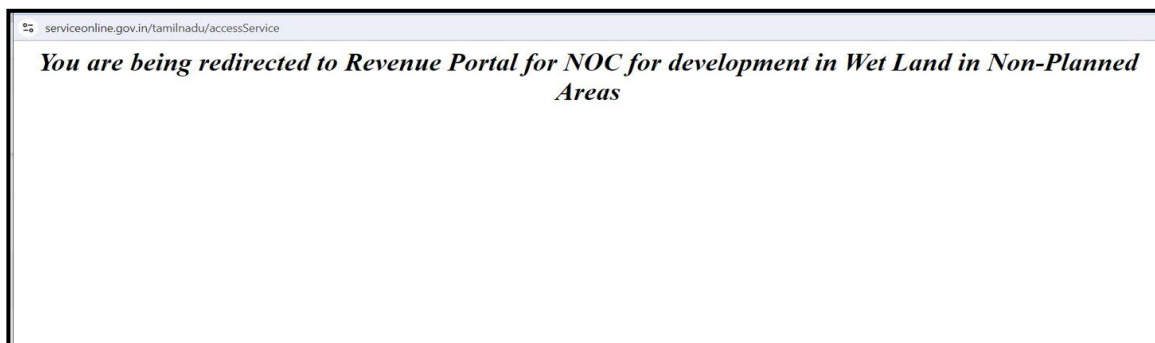 serviceonline.gov.in/tamilnadu/accessService
You are being redirected to Revenue Portal for NOC for development in Wet Land in Non-Planned
Areas